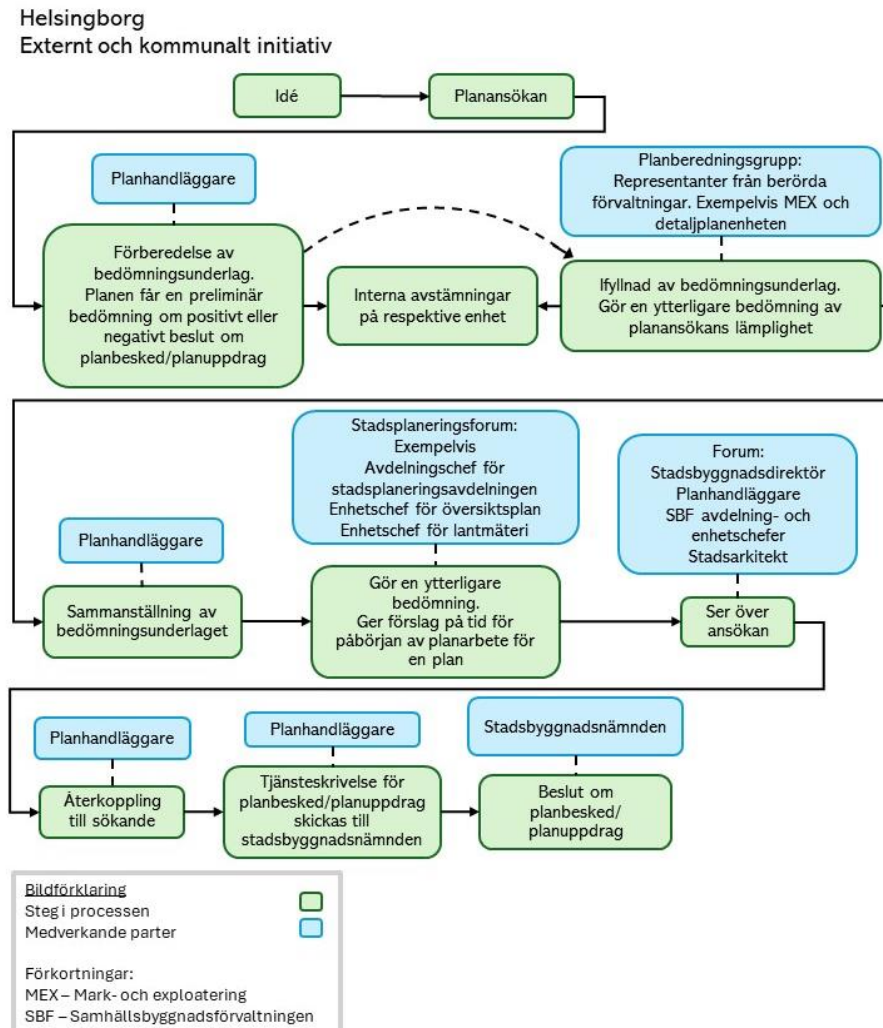 Helsingborg
Externt och kommunalt initiativ
Idé
Planansökan
Planhandläggare
Planberedningsgrupp:
Representanter från berörda
förvaltningar. Exempelvis MEX och
detaljplanenheten
Förberedelse av
bedömningsunderlag.
Planen får en preliminär
bedömning om positivt eller
negativt beslut om
planbesked/planuppdrag
Interna avstämningar
på respektive enhet
Ifyllnad av bedömningsunderlag.
Gör en ytterligare bedömning av
planansökans lämplighet
Planhandläggare
Stadsplaneringsforum:
Exempelvis
Avdelningschef för
stadsplaneringsavdelningen
Enhetschef för översiktsplan
Enhetschef för lantmäteri
Forum:
Stadsbyggnadsdirektör
Planhandläggare
SBF avdelning- och
enhetschefer
Stadsarkitekt
Sammanställning av
bedömningsunderlaget
Gör en ytterligare
bedömning.
Ger förslag på tid för
påbörjan av planarbete för
en plan
Ser över
ansökan
Planhandläggare
Planhandläggare
Stadsbyggnadsnämnden
Återkoppling
till sökande
Tjänsteskrivelse för
planbesked/planuppdrag
skickas till
stadsbyggnadsnämnden
Beslut om
planbesked/
planuppdrag
Bildförklaring
Steg i processen
Medverkande parter
Förkortningar:
MEX – Mark- och exploatering
SBF – Samhällsbyggnadsförvaltningen